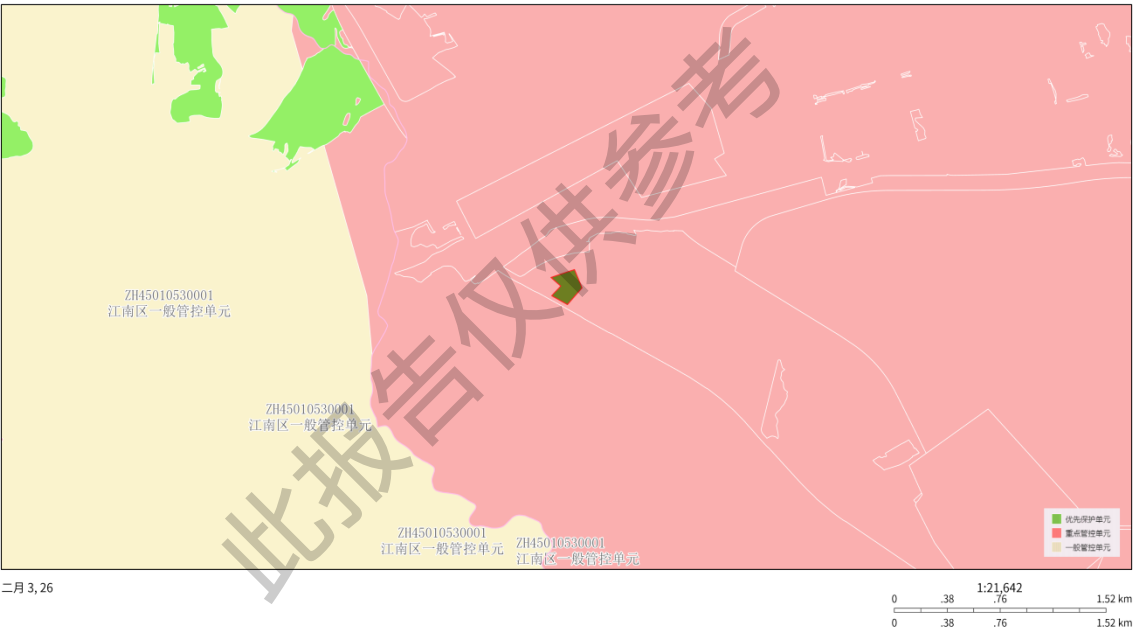 ZH45010530001
江南区一般管控单元
ZH45010530001
江南区一般管控单元
ZH45010530001
江南区一般管控单元
ZH45010530001
江南区一般管控单元
此报告仅供参考
优先保护单元
重点管控单元
一般管控单元
二月 3, 26
1:21,642
0 .38 .76 1.52 km
0 .38 .76 1.52 km